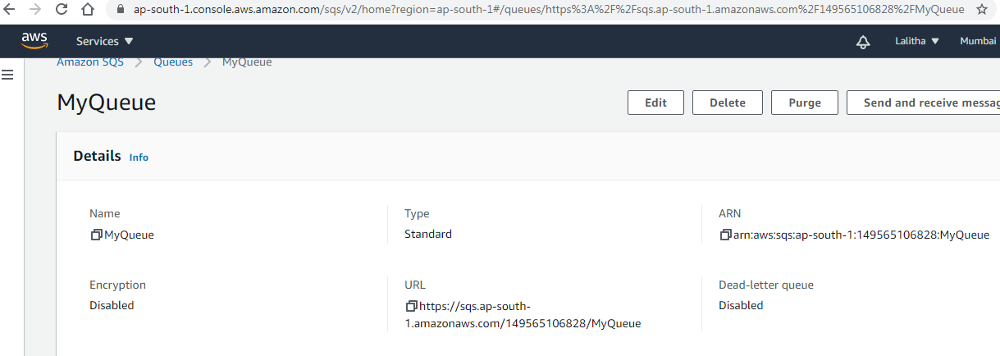 ap-south-1.console.aws.amazon.com/sqs/v2/home?region=ap-south-1#/queues/https%3A%2F%2Fsqs.ap-south-1.amazonaws.com%2F149565106828%2FMyQueue
aws Services Lalitha Mumbai
Amazon SQS Queues MyQueue
MyQueue Edit Delete Purge Send and receive messag
Details Info
Name Type ARN
MyQueue Standard arn:aws:sqs:ap-south-1:149565106828:MyQueue
Encryption URL Dead-letter queue
Disabled https://sqs.ap-south- Disabled
1.amazonaws.com/149565106828/MyQueue